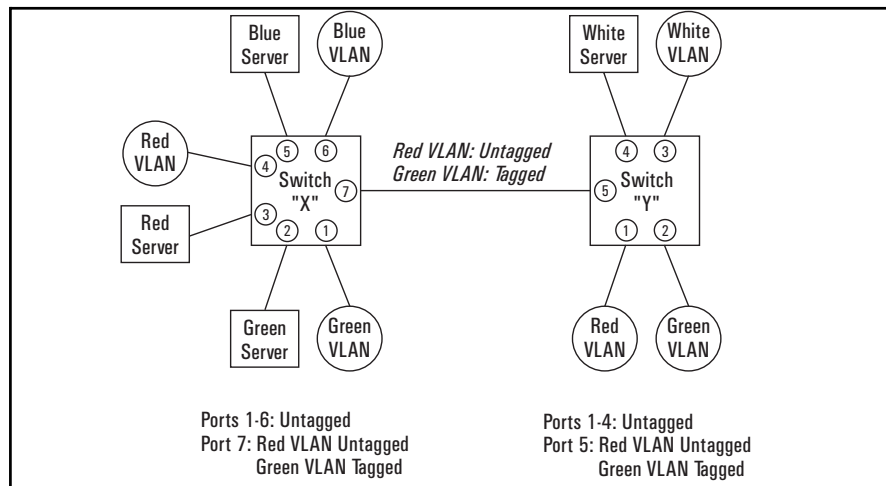 Blue
Server
Blue
VLAN
White
Server
White
VLAN
Red
VLAN
5
6
4
Switch
"X"
7
3
2
1
Red VLAN: Untagged
Green VLAN: Tagged
4
3
5
Switch
"Y"
1
2
Red
Server
Green
Server
Green
VLAN
Red
VLAN
Green
VLAN
Ports 1-6: Untagged
Port 7: Red VLAN Untagged
Green VLAN Tagged
Ports 1-4: Untagged
Port 5: Red VLAN Untagged
Green VLAN Tagged